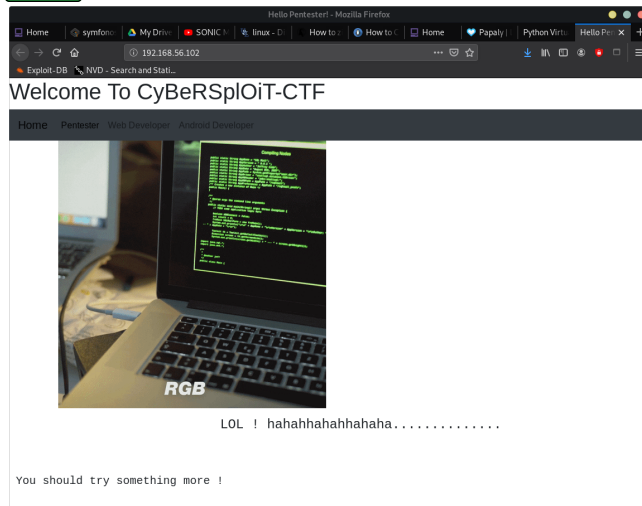 Hello Pentester! - Mozilla Firefox
Home
symfono
My Drive
SONIC M
linux - D
How to a
How to C
Home
Papaly |
Python Virtu
Hello Pen
192.168.56.102
Exploit-DB
NVD - Search and Stati...
Welcome To CyBeRSplOiT-CTF
Home Pentester Web Developer Android Developer
Compiling Nodes
RGB
LOL ! hahahhahahhahaha..............
You should try something more !